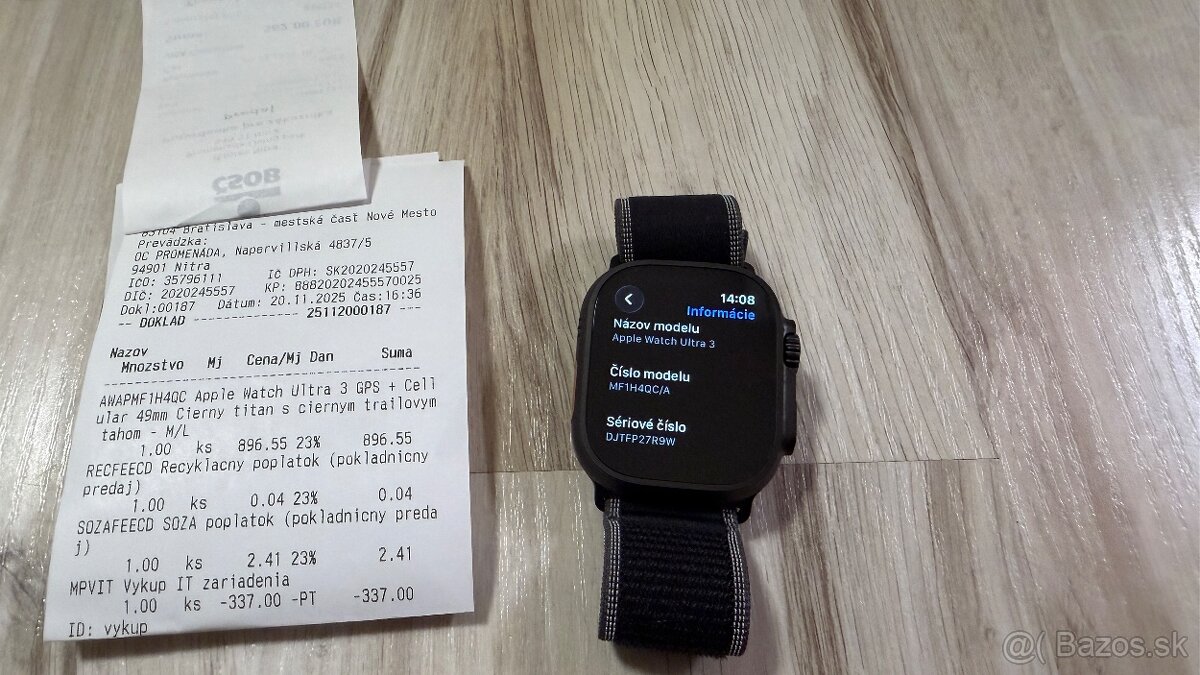 ČSOB
83104 Bratislava - mestská časť Nové Mesto
Prevádzka:
OC PROMENÁDA, Napervillská 4837/5
94901 Nitra
IČO: 35796111 IČ DPH: SK2020245557
DIČ: 2020245557 KP: 88820202455570025
Dokl:00187 Dátum: 20.11.2025 Čas:16:36
-- DOKLAD -------------- 25112000187 ---
Nazov
Mnozstvo Mj Cena/Mj Dan Suma
AWAPMF1H4QC Apple Watch Ultra 3 GPS + Cell
ular 49mm Cierny titan s ciernym trailovym
tahom - M/L
1.00 ks 896.55 23% 896.55
RECFEECD Recyklacny poplatok (pokladnicny
predaj)
1.00 ks 0.04 23% 0.04
SOZAFEECD SOZA poplatok (pokladnicny preda
j)
1.00 ks 2.41 23% 2.41
MPVIT Vykup IT zariadenia
1.00 ks -337.00 -PT -337.00
ID: vykup
14:08
Informácie
Názov modelu
Apple Watch Ultra 3
Číslo modelu
MF1H4QC/A
Sériové číslo
DJTFP27R9W
@( Bazos.sk